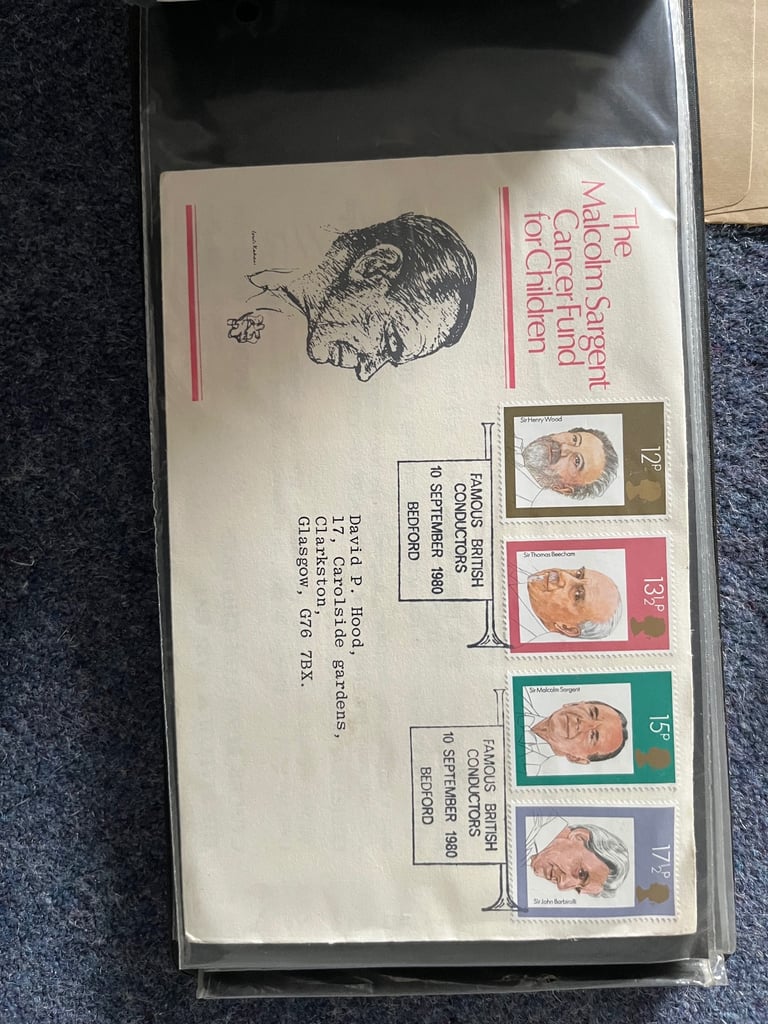 The
Malcolm Sargent
Cancer Fund
for Children
Sir Henry Wood
12P
Sir Thomas Beecham
13½P
Sir Malcolm Sargent
15P
Sir John Barbirolli
17½P
FAMOUS BRITISH
CONDUCTORS
10 SEPTEMBER 1980
BEDFORD
FAMOUS BRITISH
CONDUCTORS
10 SEPTEMBER 1980
BEDFORD
David P. Hood,
17, Carolside gardens,
Clarkston,
Glasgow, G76 7BX.